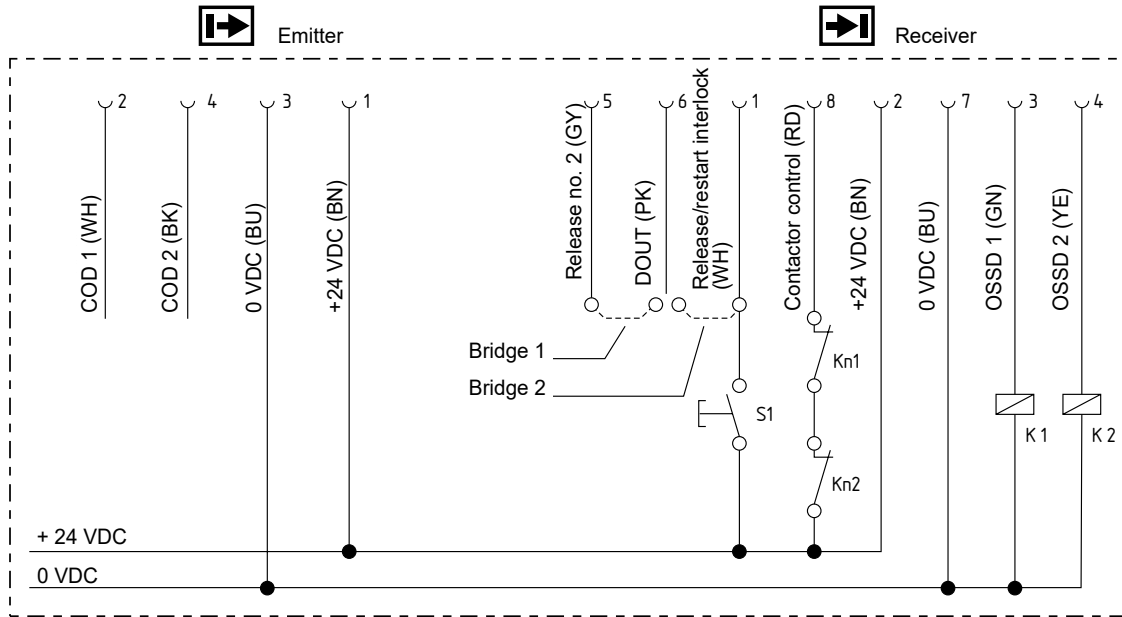 Emitter
Receiver
2
4
3
1
5
6
1
8
2
7
3
4
COD 1 (WH)
COD 2 (BK)
0 VDC (BU)
+24 VDC (BN)
Release no. 2 (GY)
DOUT (PK)
Release/restart interlock
(WH)
Contactor control (RD)
+24 VDC (BN)
0 VDC (BU)
OSSD 1 (GN)
OSSD 2 (YE)
Bridge 1
Bridge 2
Kn1
S1
K 1
K 2
Kn2
+ 24 VDC
0 VDC